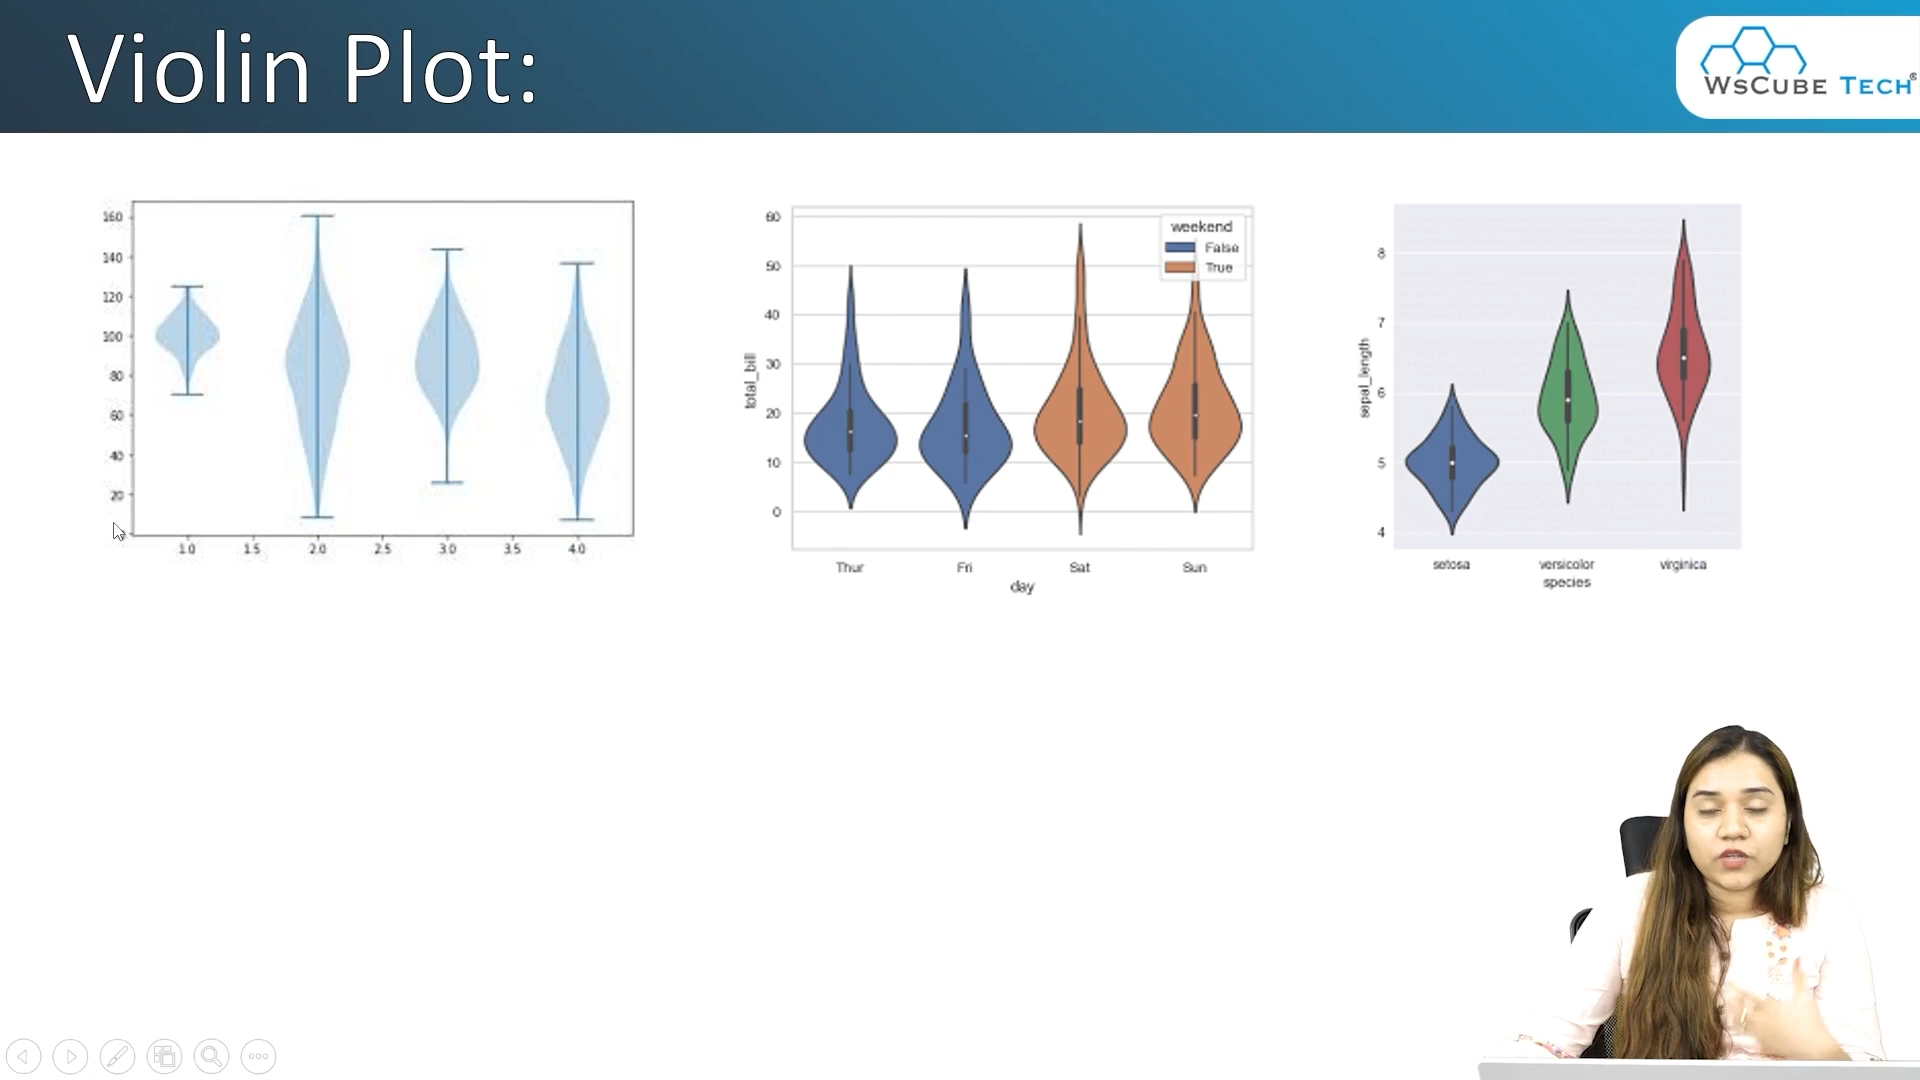 Violin Plot:
WSCUBE TECH®
160
140
120
100
80
60
40
20
1.0 1.5 2.0 2.5 3.0 3.5 4.0
60
50
40
30
20
10
0
total_bill
weekend
False
True
Thur Fri Sat Sun
day
8
7
6
5
4
sepal_length
setosa versicolor virginica
species